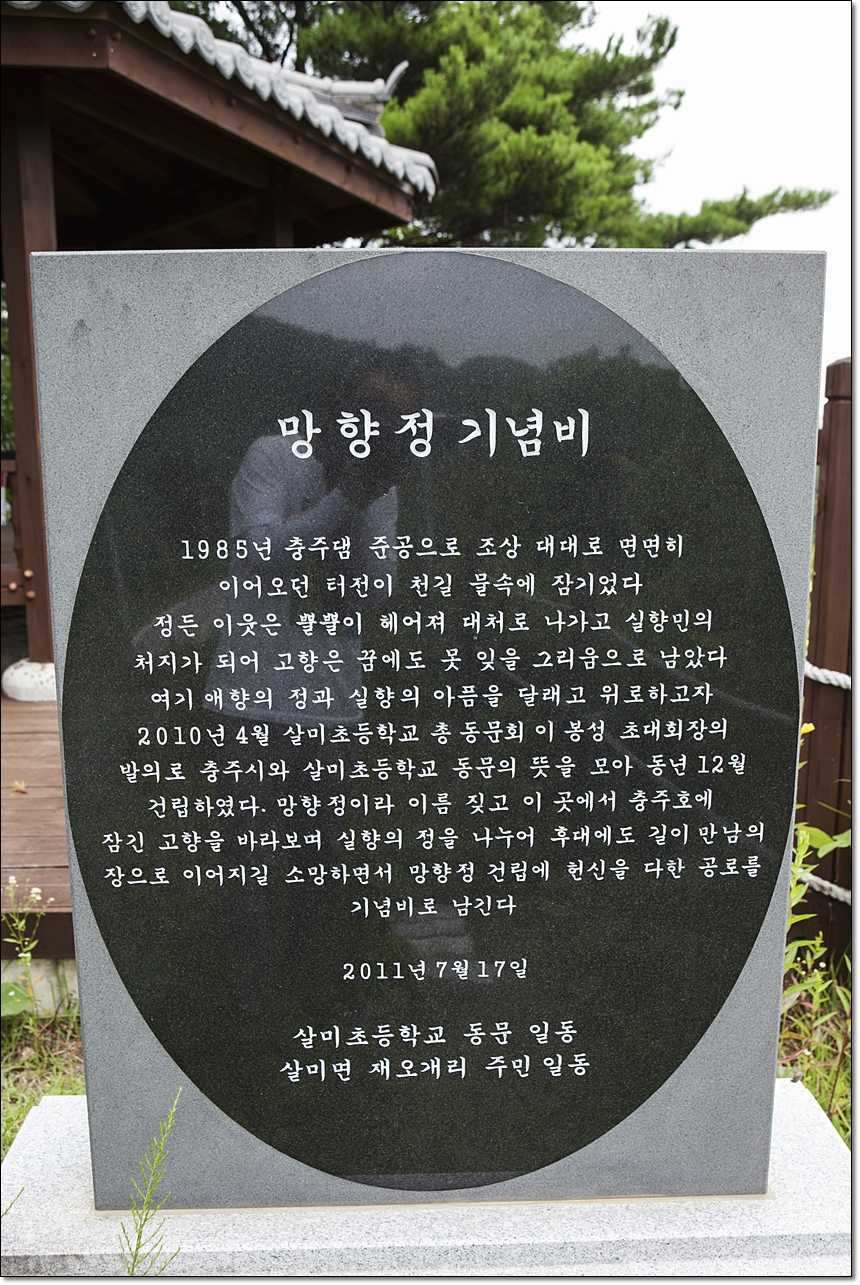 망향정 기념비
1985년 충주댐 준공으로 조상 대대로 면면히
이어오던 터전이 천길 물속에 잠기었다
정든 이웃은 뿔뿔이 헤어져 대처로 나가고 실향민의
처지가 되어 고향은 꿈에도 못 잊을 그리움으로 남았다
여기 애향의 정과 실향의 아픔을 달래고 위로하고자
2010년 4월 살미초등학교 총 동문회 이 봉섭 초대회장의
발의로 충주시와 살미초등학교 동문의 뜻을 모아 동년 12월
건립하였다. 망향정이라 이름 짖고 이 곳에서 충주호에
잠긴 고향을 바라보며 실향의 정을 나누어 후대에도 길이 만남의
장으로 이어지길 소망하면서 망향정 건립에 헌신을 다한 공로를
기념비로 남긴다
2011년 7월 17일
살미초등학교 동문 일동
살미면 재오개리 주민 일동